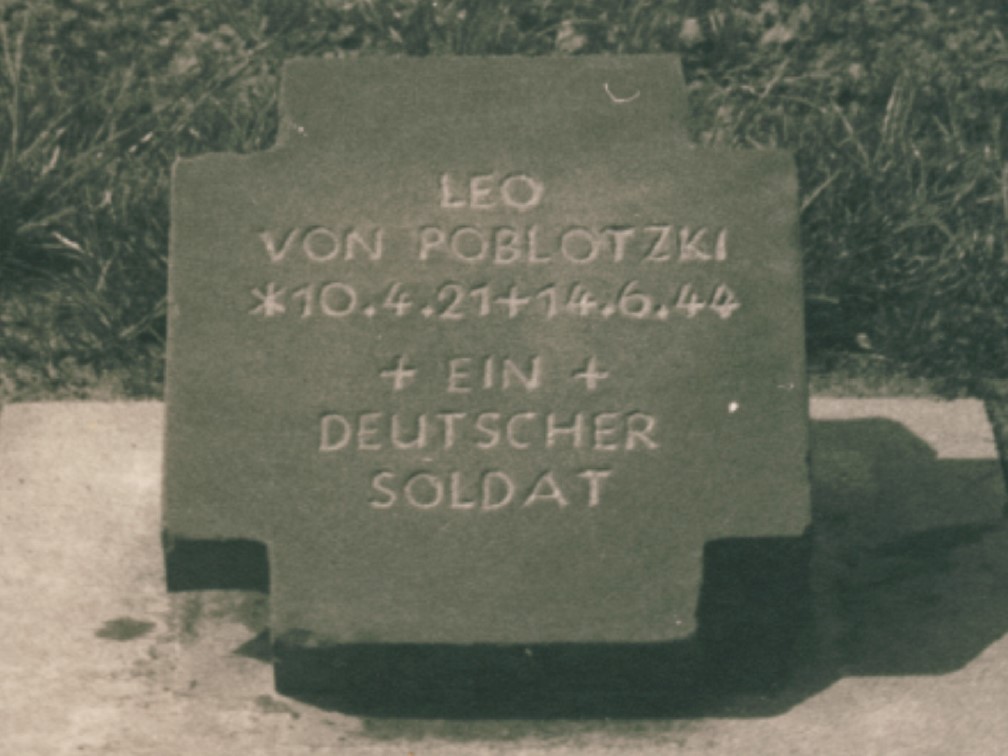 LEO
VON POBLOTZKI
*10.4.21+14.6.44
+ EIN +
DEUTSCHER
SOLDAT